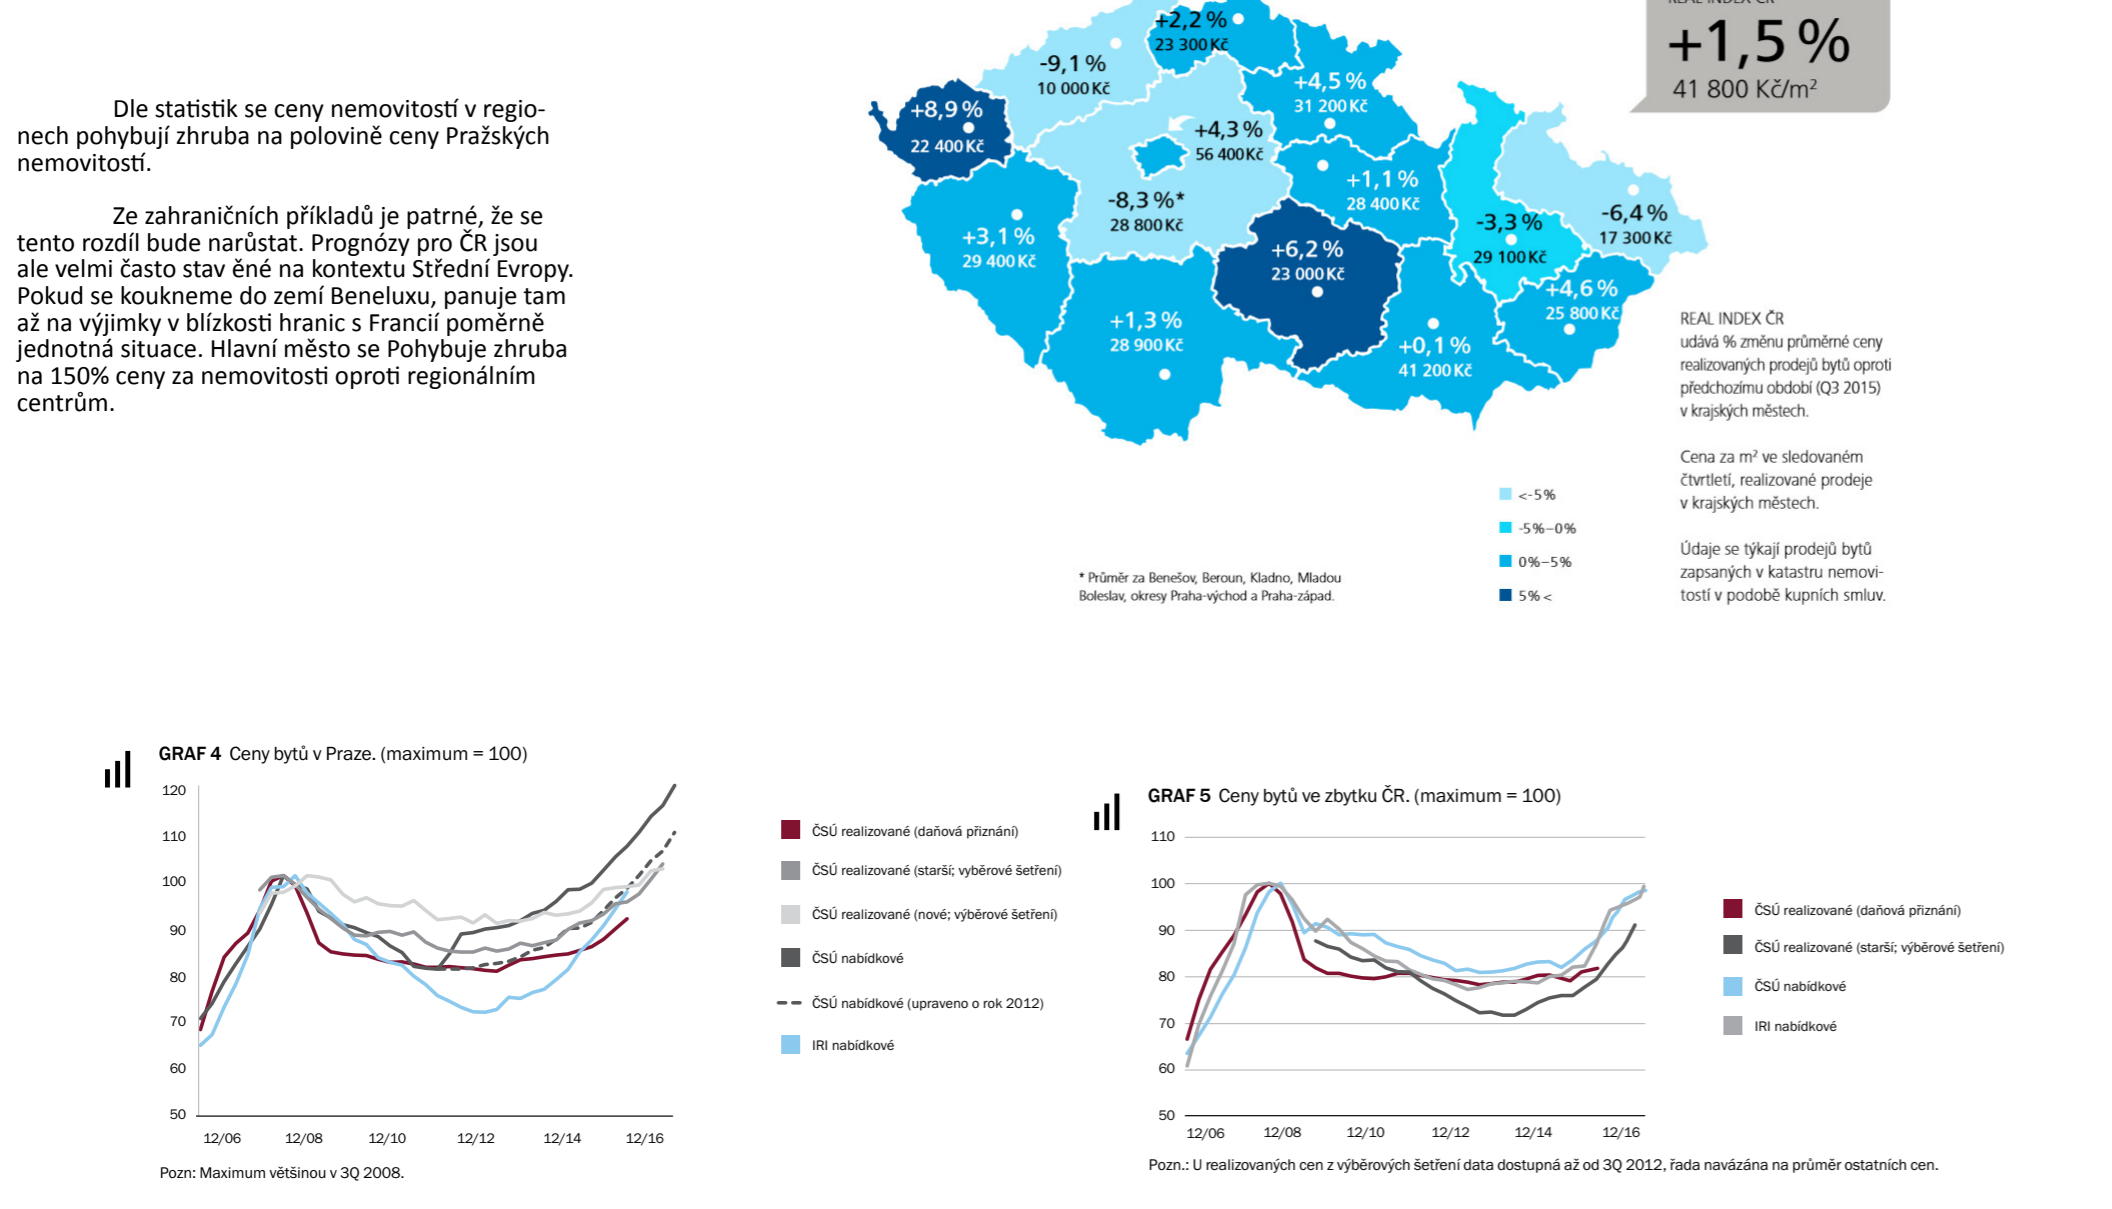 Dle statistik se ceny nemovitostí v regio-
nech pohybují zhruba na polovině ceny Pražských
nemovitostí.
Ze zahraničních příkladů je patrné, že se
tento rozdíl bude narůstat. Prognózy pro ČR jsou
ale velmi často stav ěné na kontextu Střední Evropy.
Pokud se koukneme do zemí Beneluxu, panuje tam
až na výjimky v blízkosti hranic s Francií poměrně
jednotná situace. Hlavní město se Pohybuje zhruba
na 150% ceny za nemovitosti oproti regionálním
centrům.
REAL INDEX ČR
+1,5 %
41 800 Kč/m²
+2,2 %
23 300 Kč
-9,1 %
10 000 Kč
+8,9 %
22 400 Kč
+4,5 %
31 200 Kč
+4,3 %
56 400 Kč
-8,3 %*
28 800 Kč
+1,1 %
28 400 Kč
-3,3 %
29 100 Kč
-6,4 %
17 300 Kč
+3,1 %
29 400 Kč
+6,2 %
23 000 Kč
+4,6 %
25 800 Kč
+1,3 %
28 900 Kč
+0,1 %
41 200 Kč
REAL INDEX ČR
udává % změnu průměrné ceny
realizovaných prodejů bytů oproti
předchozímu období (Q3 2015)
v krajských městech.
Cena za m² ve sledovaném
čtvrtletí, realizované prodeje
v krajských městech.
Údaje se týkají prodejů bytů
zapsaných v katastru nemovi-
tostí v podobě kupních smluv.
<-5%
-5%–0%
0%–5%
5% <
* Průměr za Benešov, Beroun, Kladno, Mladou
Boleslav, okresy Praha-východ a Praha-západ.
GRAF 4 Ceny bytů v Praze. (maximum = 100)
120
110
100
90
80
70
60
50
12/06 12/08 12/10 12/12 12/14 12/16
ČSÚ realizované (daňová přiznání)
ČSÚ realizované (starší; vyběrové šetření)
ČSÚ realizované (nové; výběrové šetření)
ČSÚ nabídkové
ČSÚ nabídkové (upraveno o rok 2012)
IRI nabídkové
Pozn: Maximum většinou v 3Q 2008.
GRAF 5 Ceny bytů ve zbytku ČR. (maximum = 100)
110
100
90
80
70
60
50
12/06 12/08 12/10 12/12 12/14 12/16
ČSÚ realizované (daňová přiznání)
ČSÚ realizované (starší; výběrové šetření)
ČSÚ nabídkové
IRI nabídkové
Pozn.: U realizovaných cen z výběrových šetření data dostupná až od 3Q 2012, řada navázána na průměr ostatních cen.